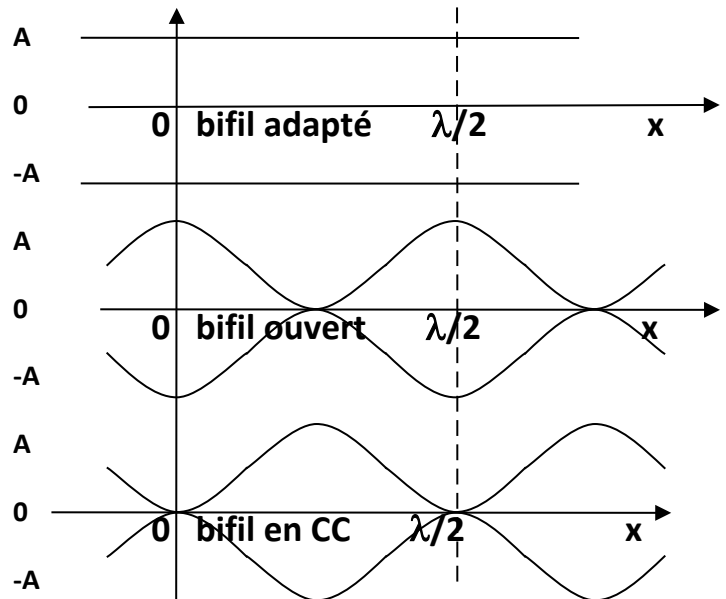 A
0
0 bifil adapté λ/2 x
-A
A
0
0 bifil ouvert λ/2 x
-A
A
0
0 bifil en CC λ/2 x
-A